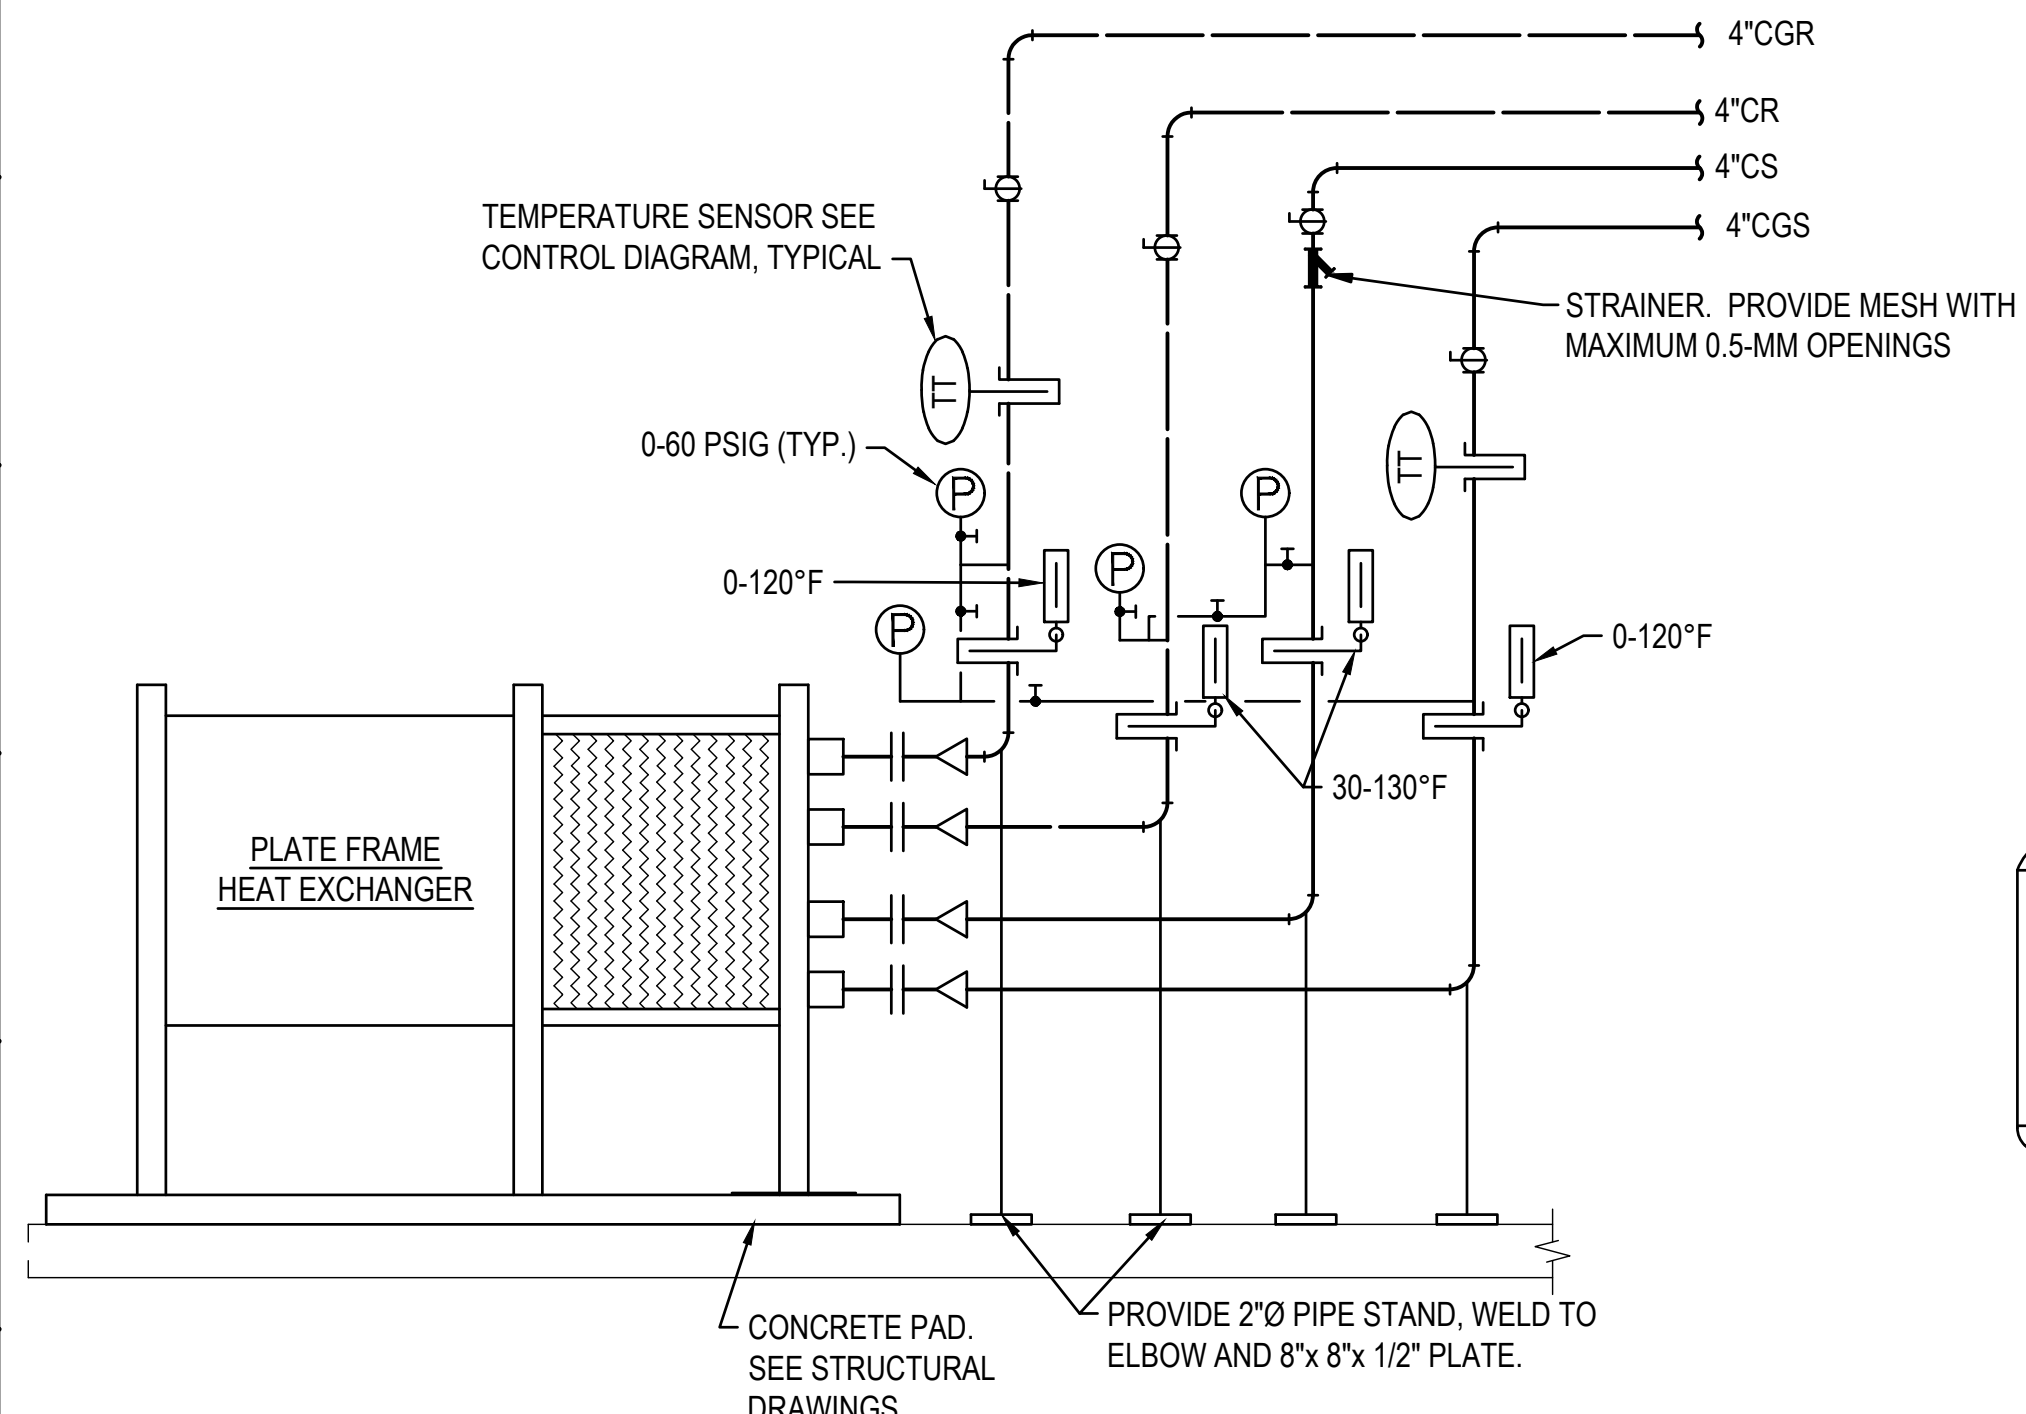 4"CGR
4"CR
4"CS
4"CGS
TEMPERATURE SENSOR SEE
CONTROL DIAGRAM, TYPICAL
STRAINER.  PROVIDE MESH WITH
MAXIMUM 0.5-MM OPENINGS
TT
0-60 PSIG (TYP.)
TT
P
P
P
0-120°F
P
0-120°F
30-130°F
PLATE FRAME
HEAT EXCHANGER
PROVIDE 2"Ø PIPE STAND, WELD TO
ELBOW AND 8"x 8"x 1/2" PLATE.
CONCRETE PAD.
SEE STRUCTURAL
DRAWINGS